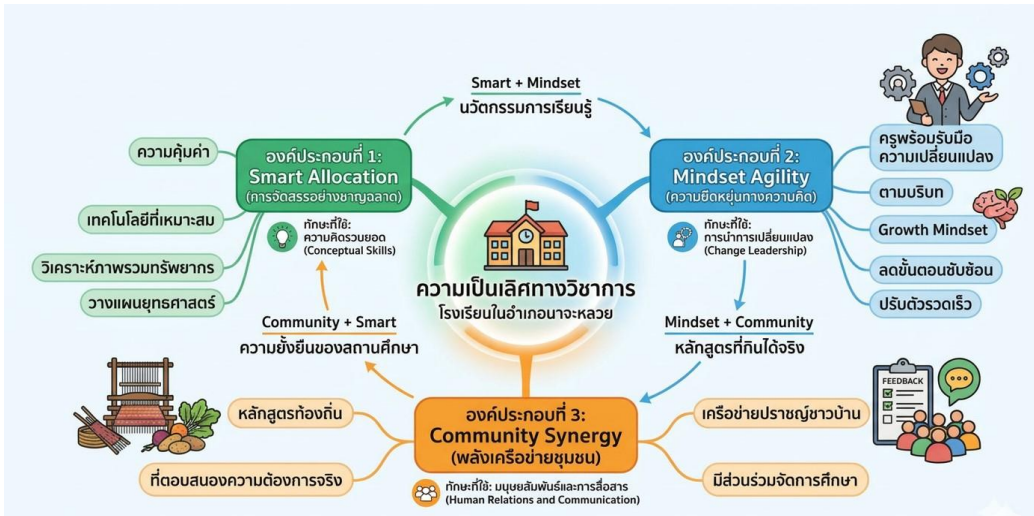 Smart + Mindset
นวัตกรรมการเรียนรู้
องค์ประกอบที่ 1:
Smart Allocation
(การจัดสรรอย่างชาญฉลาด)
ทักษะที่ใช้:
ความคิดรวบยอด
(Conceptual Skills)
ความคุ้มค่า
เทคโนโลยีที่เหมาะสม
วิเคราะห์ภาพรวมทรัพยากร
วางแผนยุทธศาสตร์
องค์ประกอบที่ 2:
Mindset Agility
(ความยืดหยุ่นทางความคิด)
ทักษะที่ใช้:
การนำการเปลี่ยนแปลง
(Change Leadership)
ครูพร้อมรับมือ
ความเปลี่ยนแปลง
ตามบริบท
Growth Mindset
ลดขั้นตอนซับซ้อน
ปรับตัวรวดเร็ว
ความเป็นเลิศทางวิชาการ
โรงเรียนในอำเภอนาจะหลวย
Community + Smart
ความยั่งยืนของสถานศึกษา
Mindset + Community
หลักสูตรที่กินได้จริง
องค์ประกอบที่ 3:
Community Synergy
(พลังเครือข่ายชุมชน)
ทักษะที่ใช้: มนุษยสัมพันธ์และการสื่อสาร
(Human Relations and Communication)
หลักสูตรท้องถิ่น
ที่ตอบสนองความต้องการจริง
เครือข่ายปราชญ์ชาวบ้าน
มีส่วนร่วมจัดการศึกษา
FEEDBACK